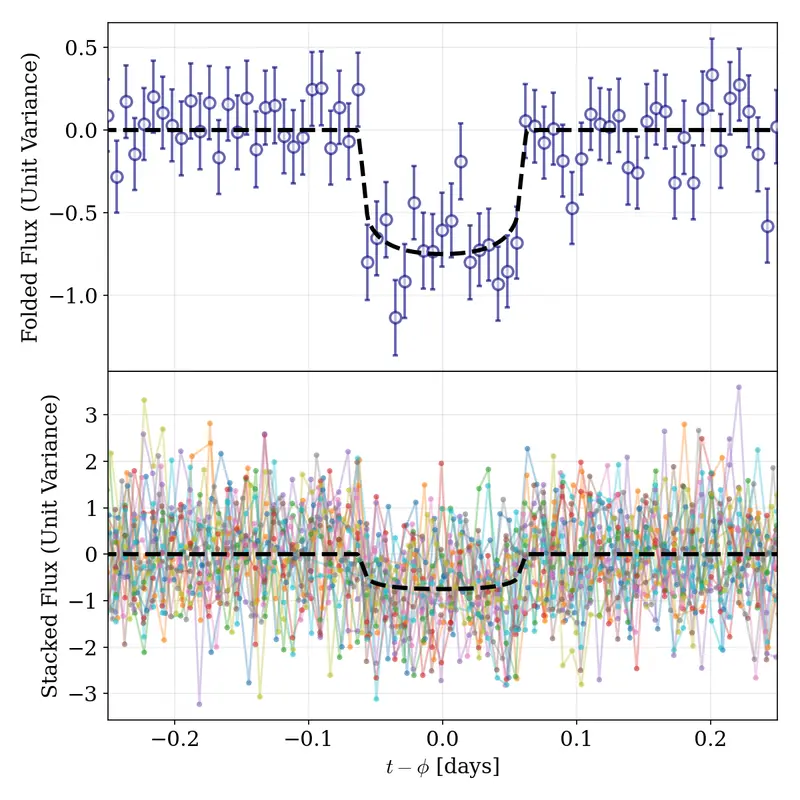 Folded Flux (Unit Variance)
0.5
0.0
−0.5
−1.0
Stacked Flux (Unit Variance)
3
2
1
0
−1
−2
−3
−0.2 −0.1 0.0 0.1 0.2
t − ϕ [days]